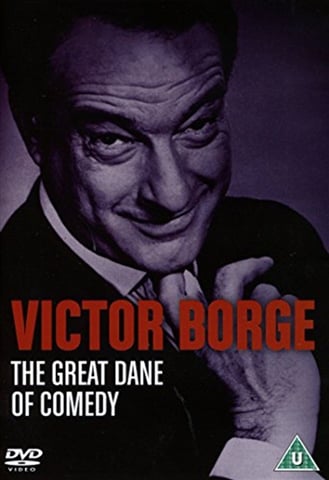 VICTOR BORGE
THE GREAT DANE
OF COMEDY
DVD
VIDEO
U